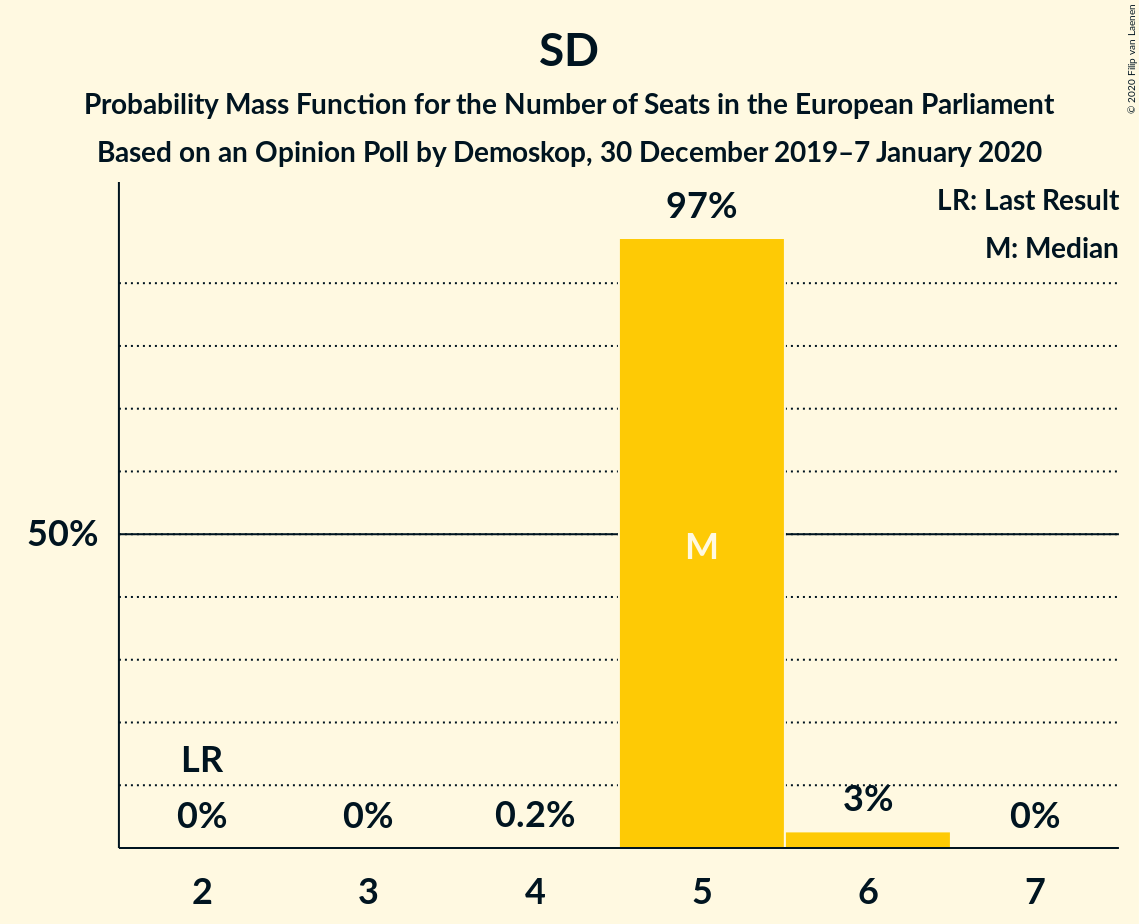 SD
Probability Mass Function for the Number of Seats in the European Parliament
Based on an Opinion Poll by Demoskop, 30 December 2019–7 January 2020
© 2020 Filip van Laenen
LR: Last Result
M: Median
97%
50%
M
LR
0%
0%
0.2%
3%
0%
2
3
4
5
6
7